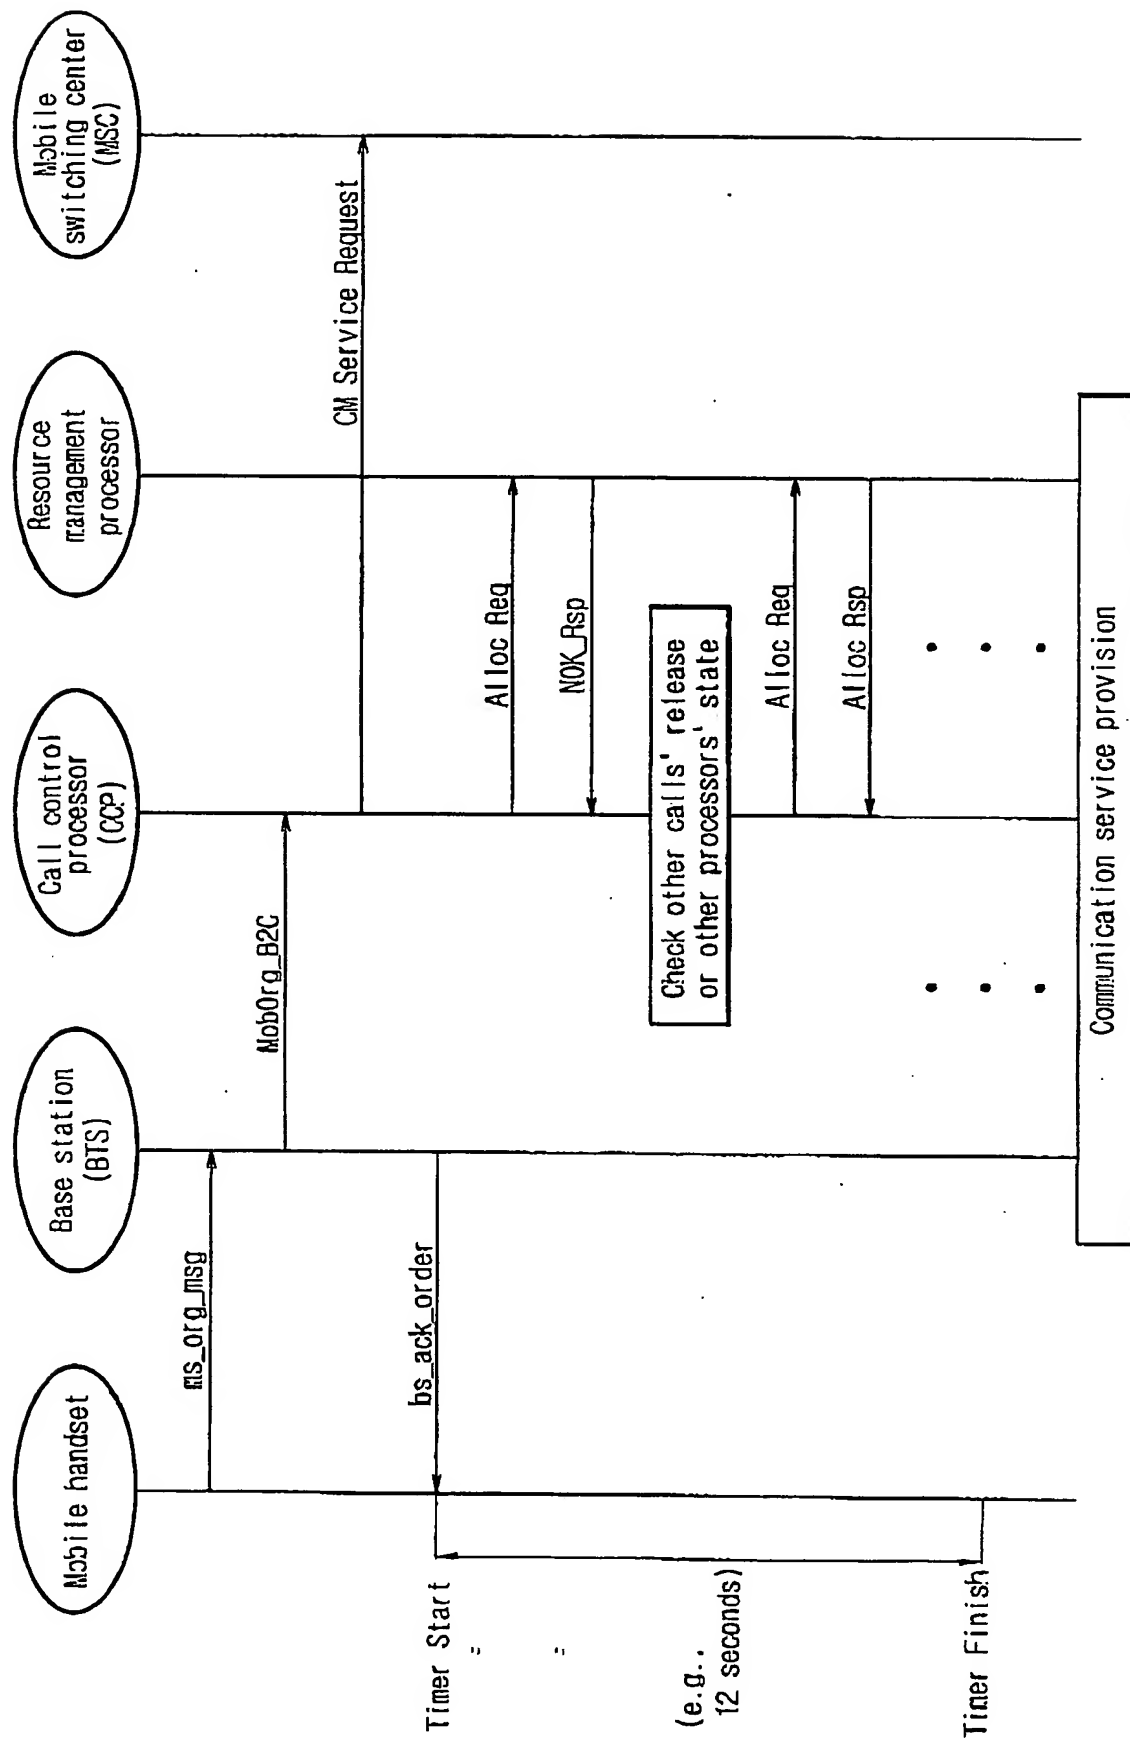 Mobile handset
Base station
(BTS)
Call control
processor
(CCP)
Resource
management
processor
Mobile
switching center
(MSC)
ms_org_msg
MobOrg_B2C
CM Service Request
bs_ack_order
Timer Start
Alloc Req
NOK_Rsp
Check other calls' release
or other processors' state
(e.g.,
12 seconds)
Alloc Req
Alloc Rsp
Timer Finish
Communication service provision